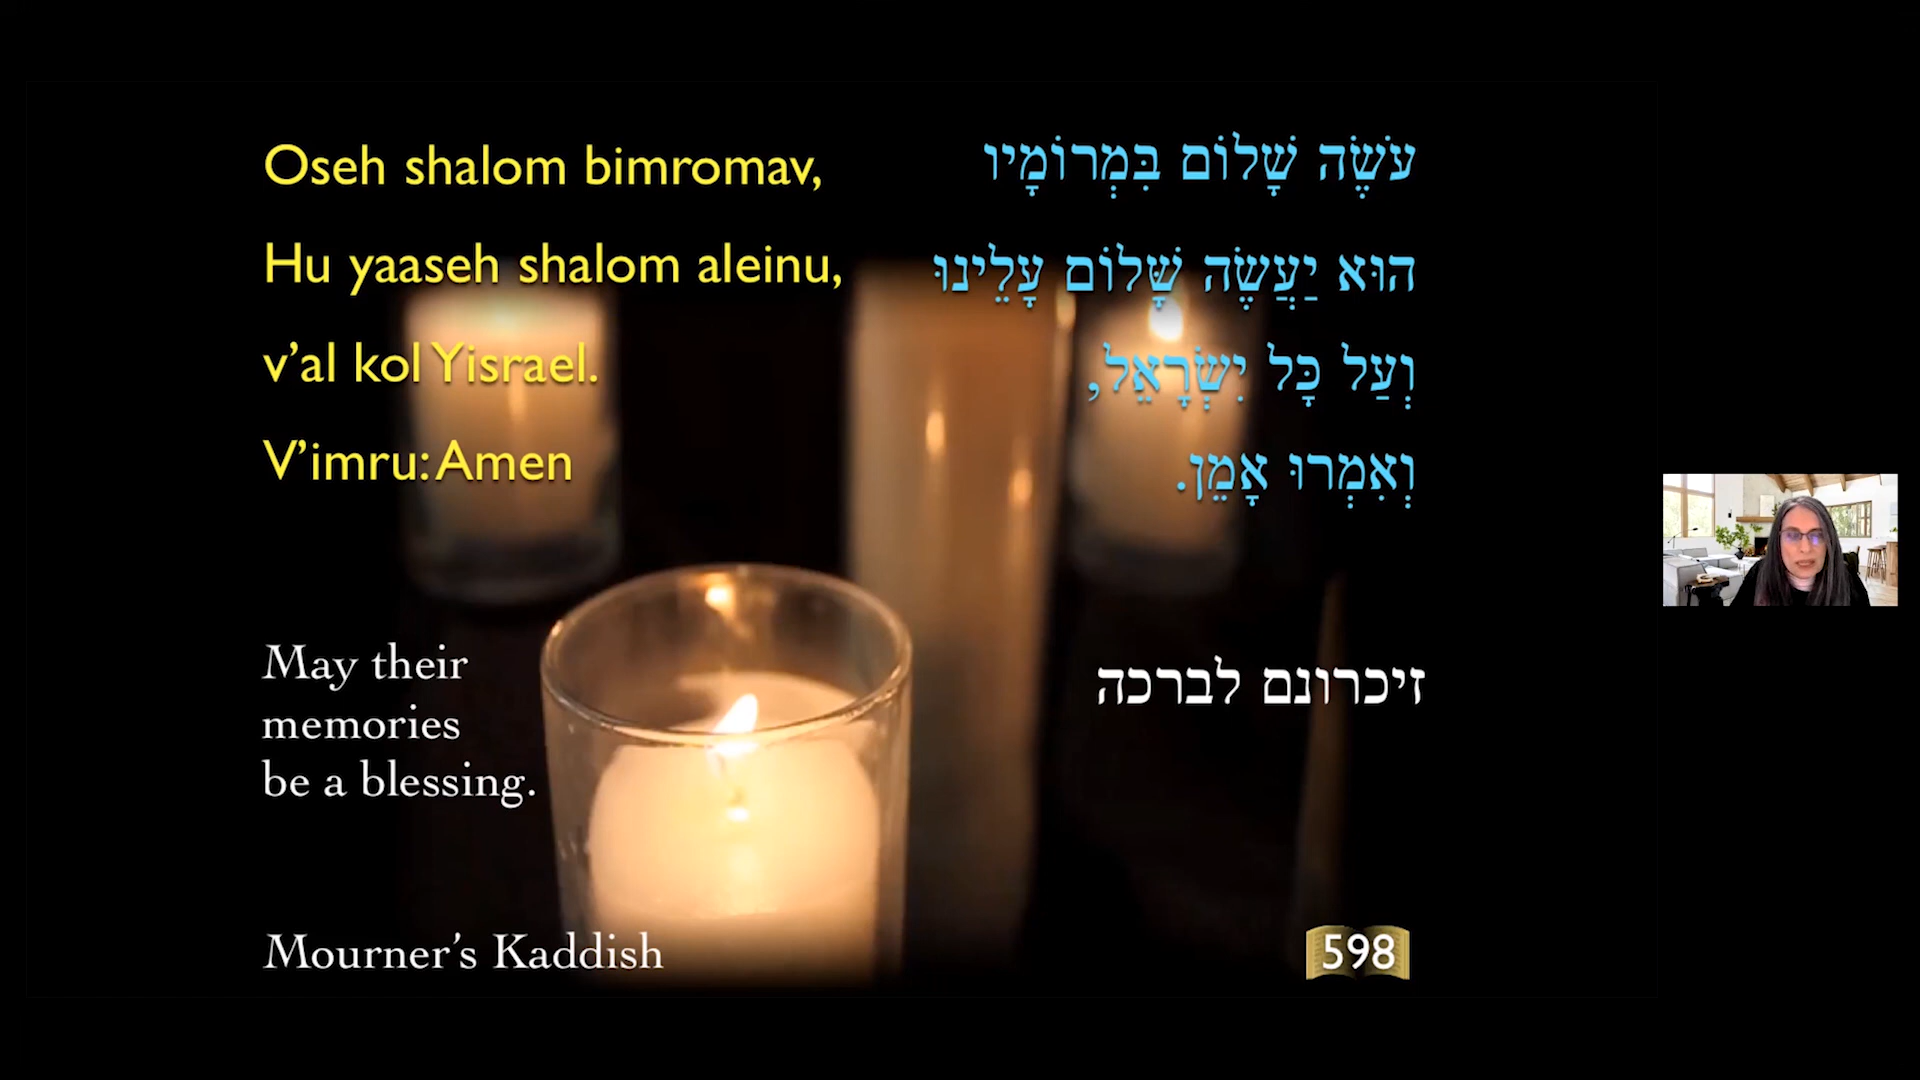 Oseh shalom bimromav,
Hu yaaseh shalom aleinu,
v’al kol Yisrael.
V’imru: Amen
עֹשֶׂה שָׁלוֹם בִּמְרוֹמָיו
הוּא יַעֲשֶׂה שָׁלוֹם עָלֵינוּ
וְעַל כָּל יִשְׂרָאֵל,
וְאִמְרוּ אָמֵן.
May their
memories
be a blessing.
זיכרונם לברכה
Mourner’s Kaddish
598